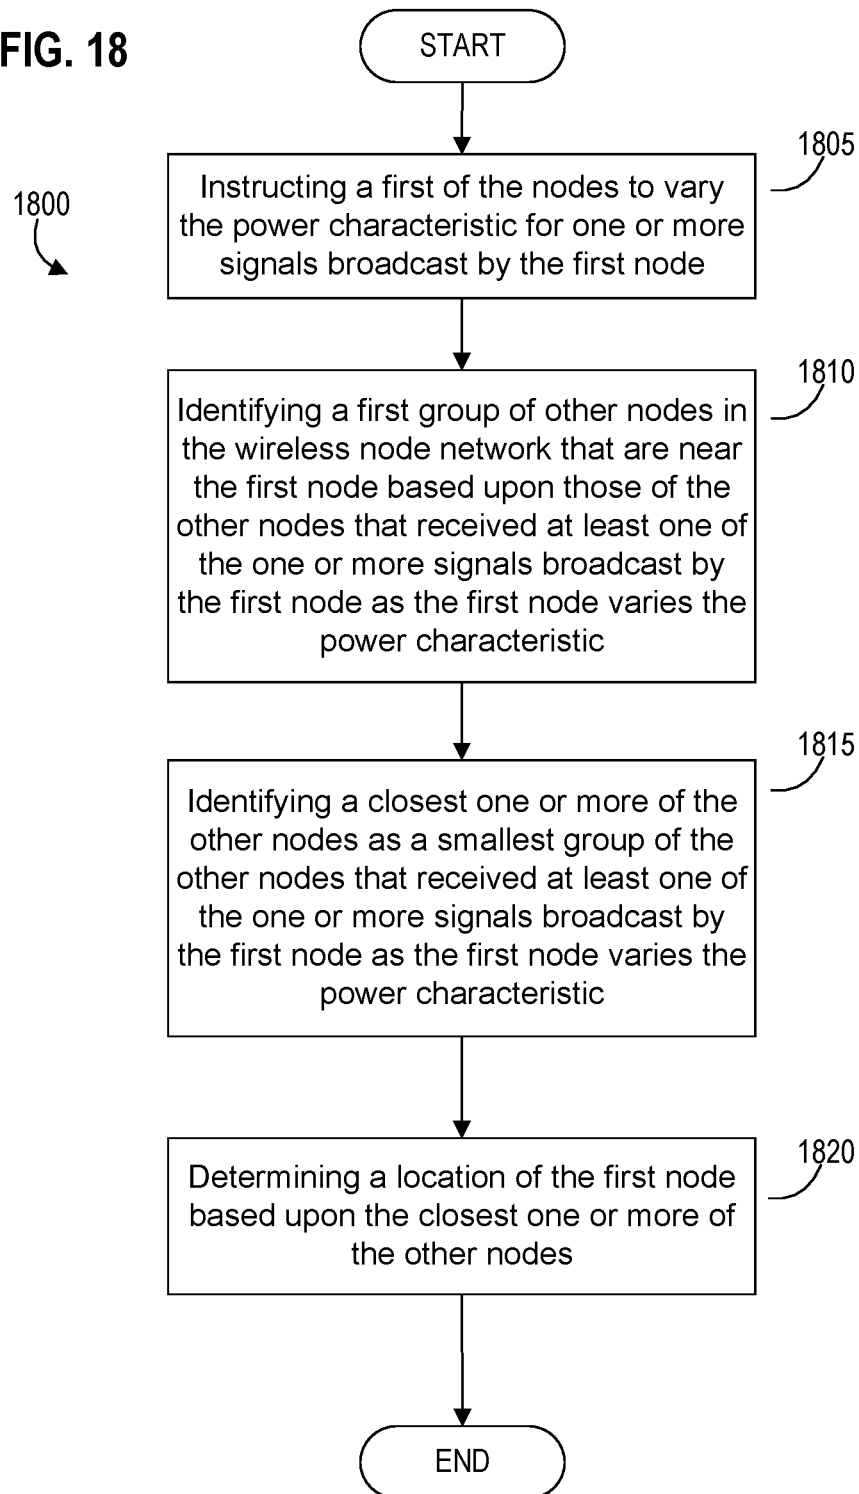 FIG. 18
START
1800
1805
Instructing a first of the nodes to vary
the power characteristic for one or more
signals broadcast by the first node
1810
Identifying a first group of other nodes in
the wireless node network that are near
the first node based upon those of the
other nodes that received at least one of
the one or more signals broadcast by
the first node as the first node varies the
power characteristic
1815
Identifying a closest one or more of the
other nodes as a smallest group of the
other nodes that received at least one of
the one or more signals broadcast by
the first node as the first node varies the
power characteristic
1820
Determining a location of the first node
based upon the closest one or more of
the other nodes
END